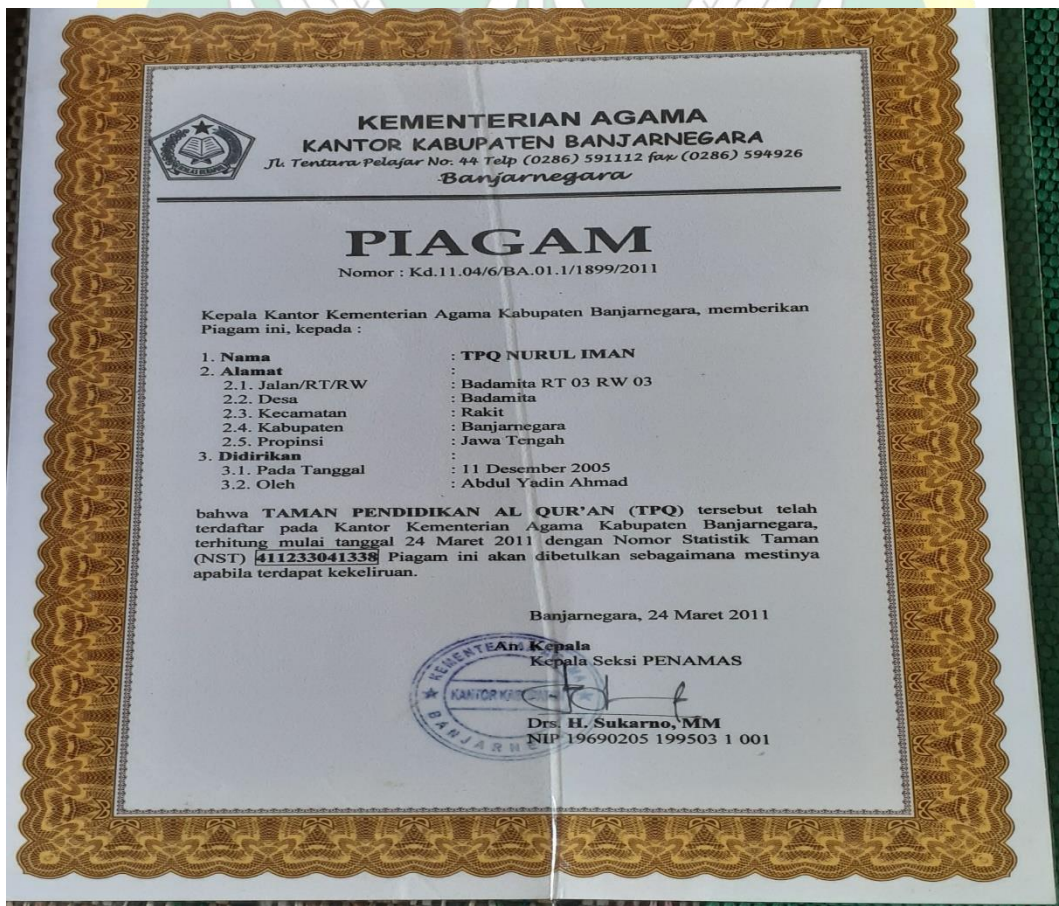 KEMENTERIAN AGAMA
KANTOR KABUPATEN BANJARNEGARA
Jl. Tentara Pelajar No. 44 Telp (0286) 591112 fax (0286) 594926
Banjarnegara
PIAGAM
Nomor : Kd.11.04/6/BA.01.1/1899/2011
Kepala Kantor Kementerian Agama Kabupaten Banjarnegara, memberikan
Piagam ini, kepada :
1. Nama : TPQ NURUL IMAN
2. Alamat :
2.1. Jalan/RT/RW : Badamita RT 03 RW 03
2.2. Desa : Badamita
2.3. Kecamatan : Rakit
2.4. Kabupaten : Banjarnegara
2.5. Propinsi : Jawa Tengah
3. Didirikan :
3.1. Pada Tanggal : 11 Desember 2005
3.2. Oleh : Abdul Yadin Ahmad
bahwa TAMAN PENDIDIKAN AL QUR'AN (TPQ) tersebut telah
terdaftar pada Kantor Kementerian Agama Kabupaten Banjarnegara,
terhitung mulai tanggal 24 Maret 2011 dengan Nomor Statistik Taman
(NST) 411233041338 Piagam ini akan dibetulkan sebagaimana mestinya
apabila terdapat kekeliruan.
Banjarnegara, 24 Maret 2011
An. Kepala
Kepala Seksi PENAMAS
Drs. H. Sukarno, MM
NIP 19690205 199503 1 001